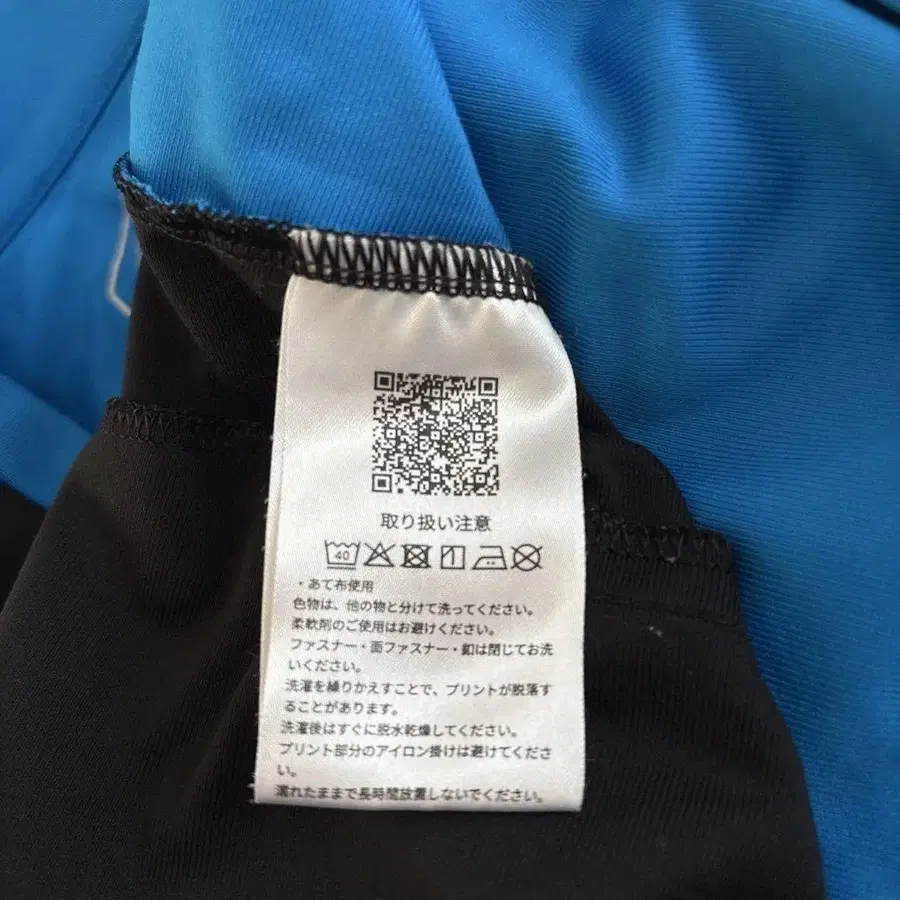 取り扱い注意
40
・あて布使用
色物は、他の物と分けて洗ってください。
柔軟剤のご使用はお避けください。
ファスナー・面ファスナー・釦は閉じてお洗
いください。
洗濯を繰りかえすことで、プリントが脱落す
ることがあります。
洗濯後はすぐに脱水乾燥してください。
プリント部分のアイロン掛けは避けてくださ
い。
濡れたままで長時間放置しないでください。